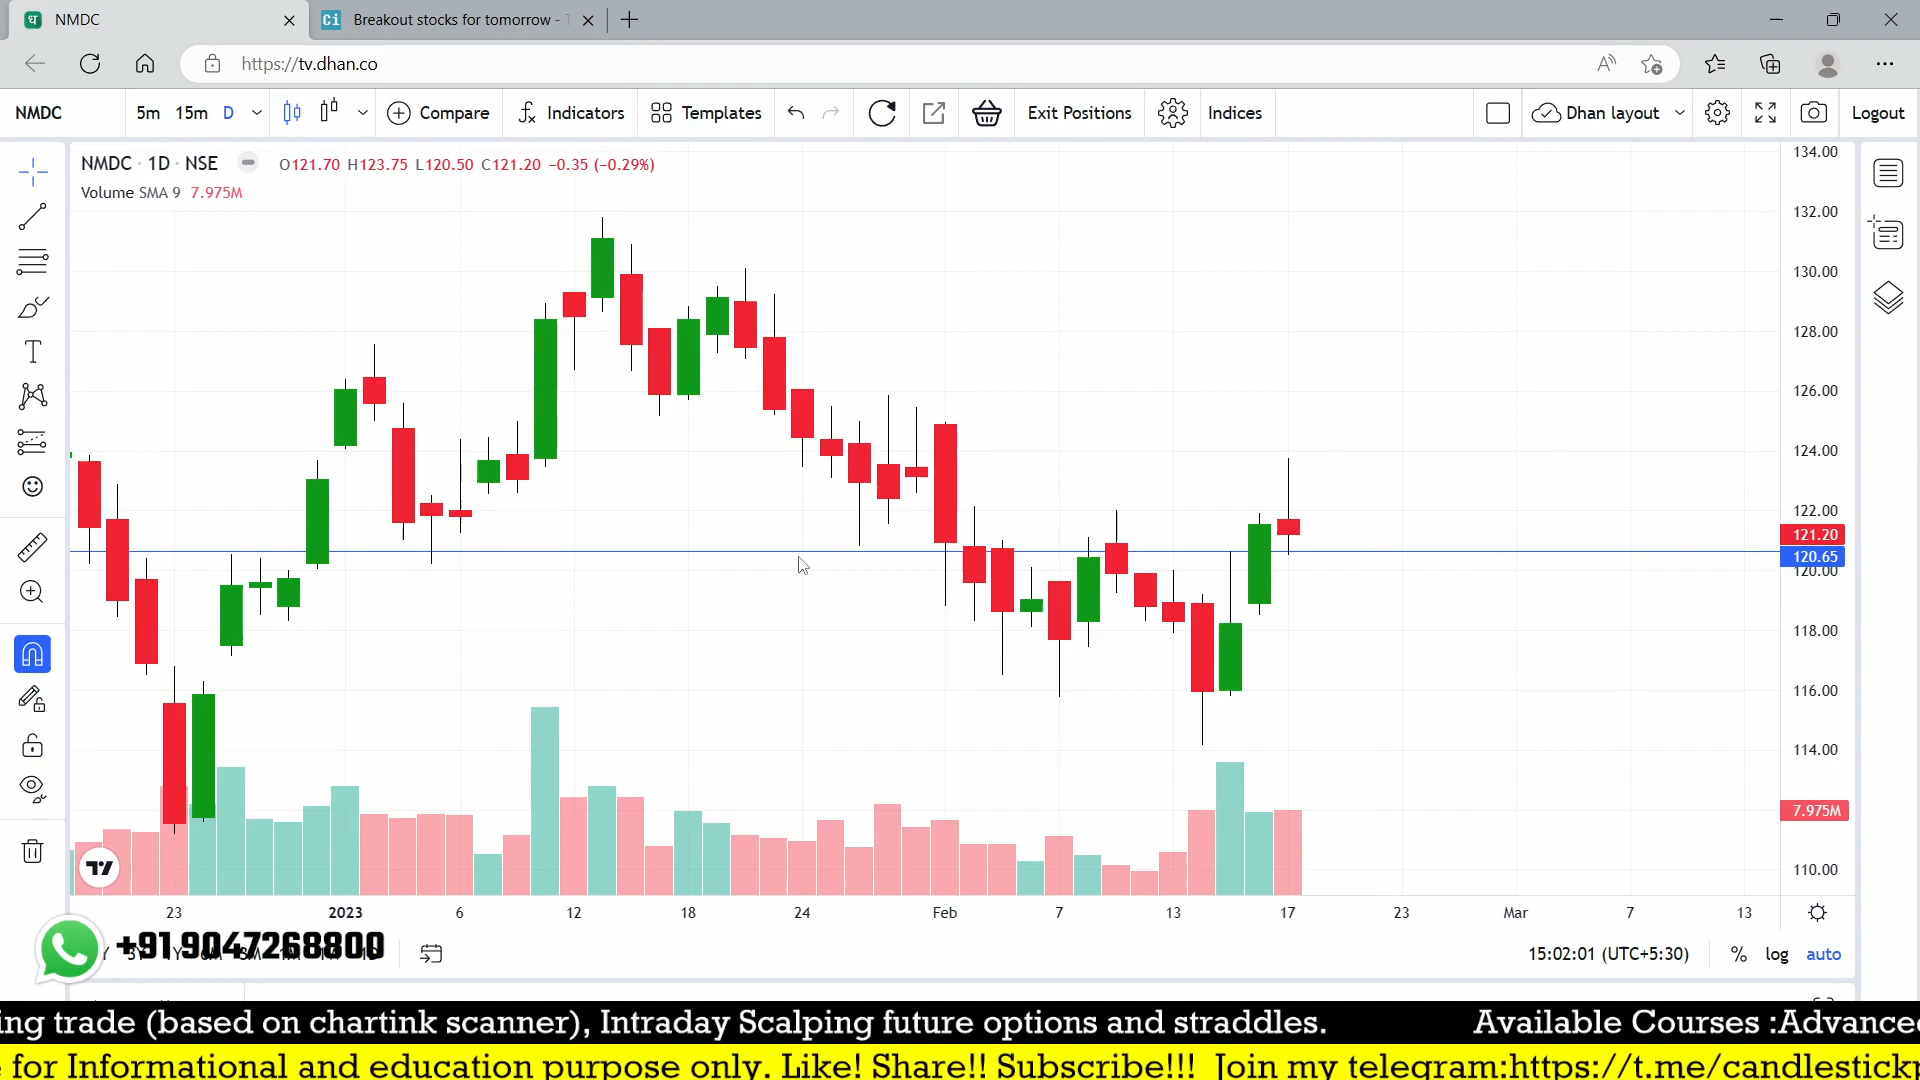 NMDC
Breakout stocks for tomorrow -
https://tv.dhan.co
NMDC 5m 15m D Compare Indicators Templates Exit Positions Indices Dhan layout Logout
NMDC · 1D · NSE O121.70 H123.75 L120.50 C121.20 −0.35 (−0.29%)
Volume SMA 9 7.975M
134.00
132.00
130.00
128.00
126.00
124.00
122.00
121.20
120.65
120.00
118.00
116.00
114.00
7.975M
110.00
23 2023 6 12 18 24 Feb 7 13 17 23 Mar 7 13
+91 9047268800
15:02:01 (UTC+5:30) % log auto
ing trade (based on chartink scanner), Intraday Scalping future options and straddles. Available Courses :Advance
for Informational and education purpose only. Like! Share!! Subscribe!!! Join my telegram:https://t.me/candlestick